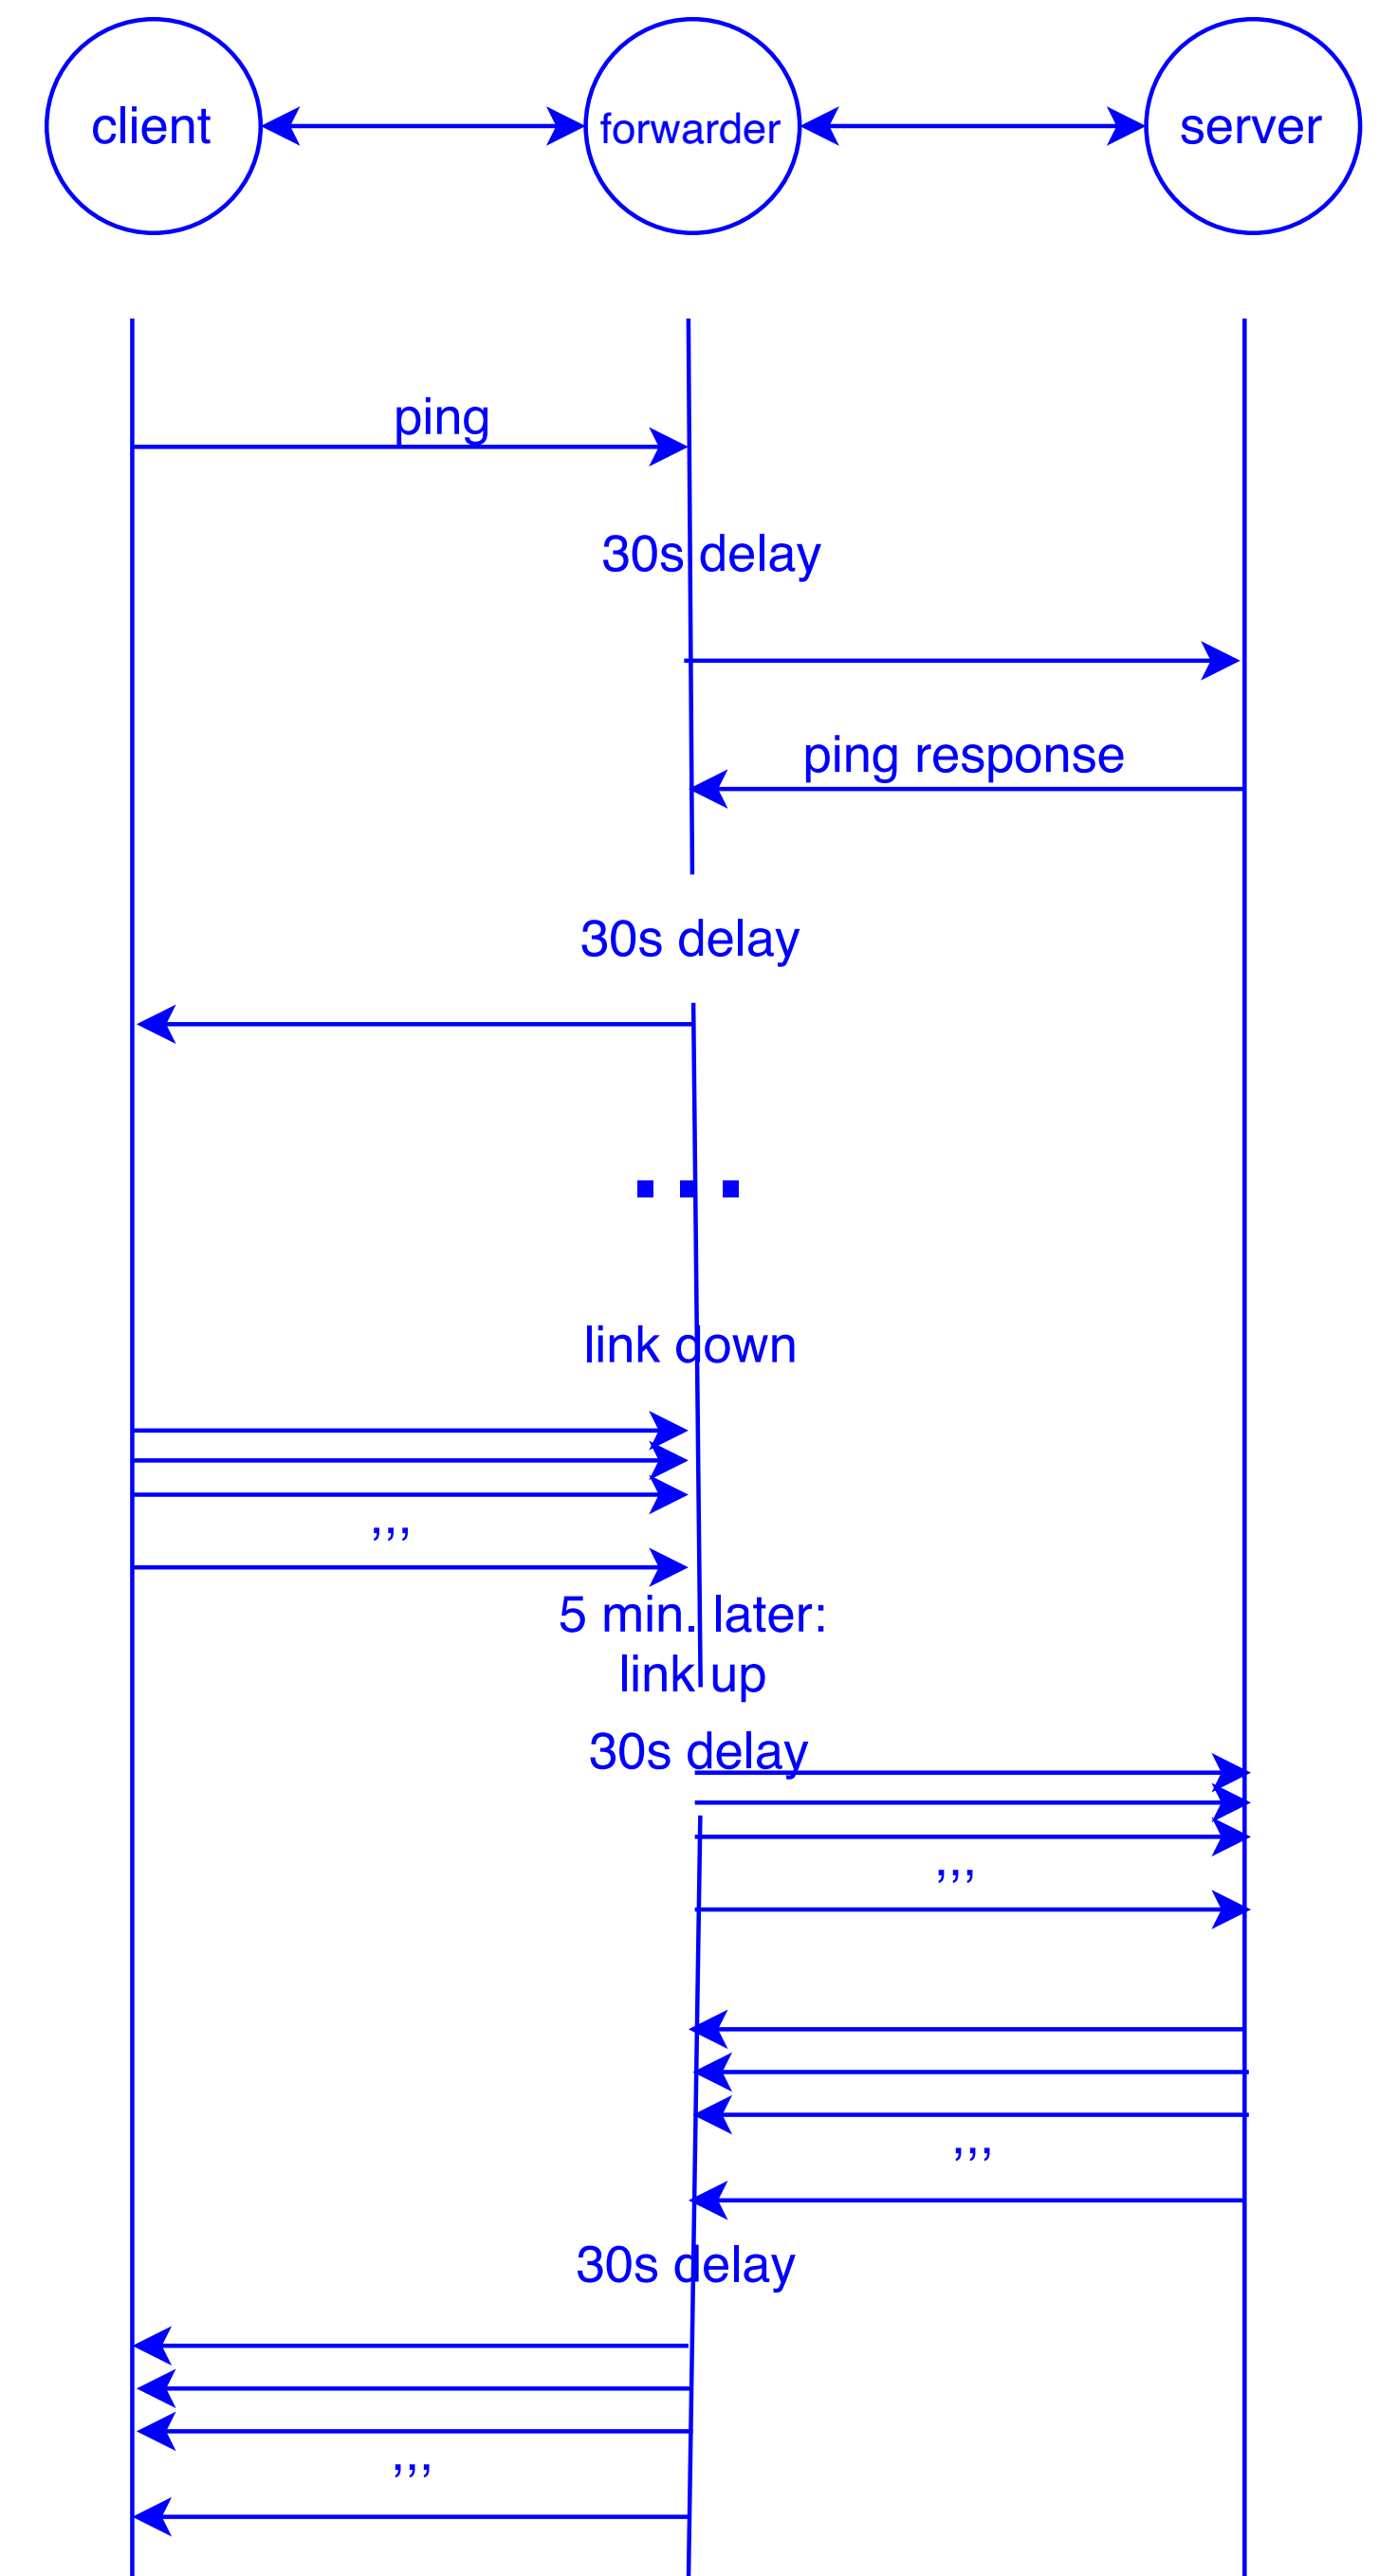 client
forwarder
server
ping
30s delay
ping response
30s delay
...
link down
,,,
5 min. later:
link up
30s delay
,,,
,,,
30s delay
,,,